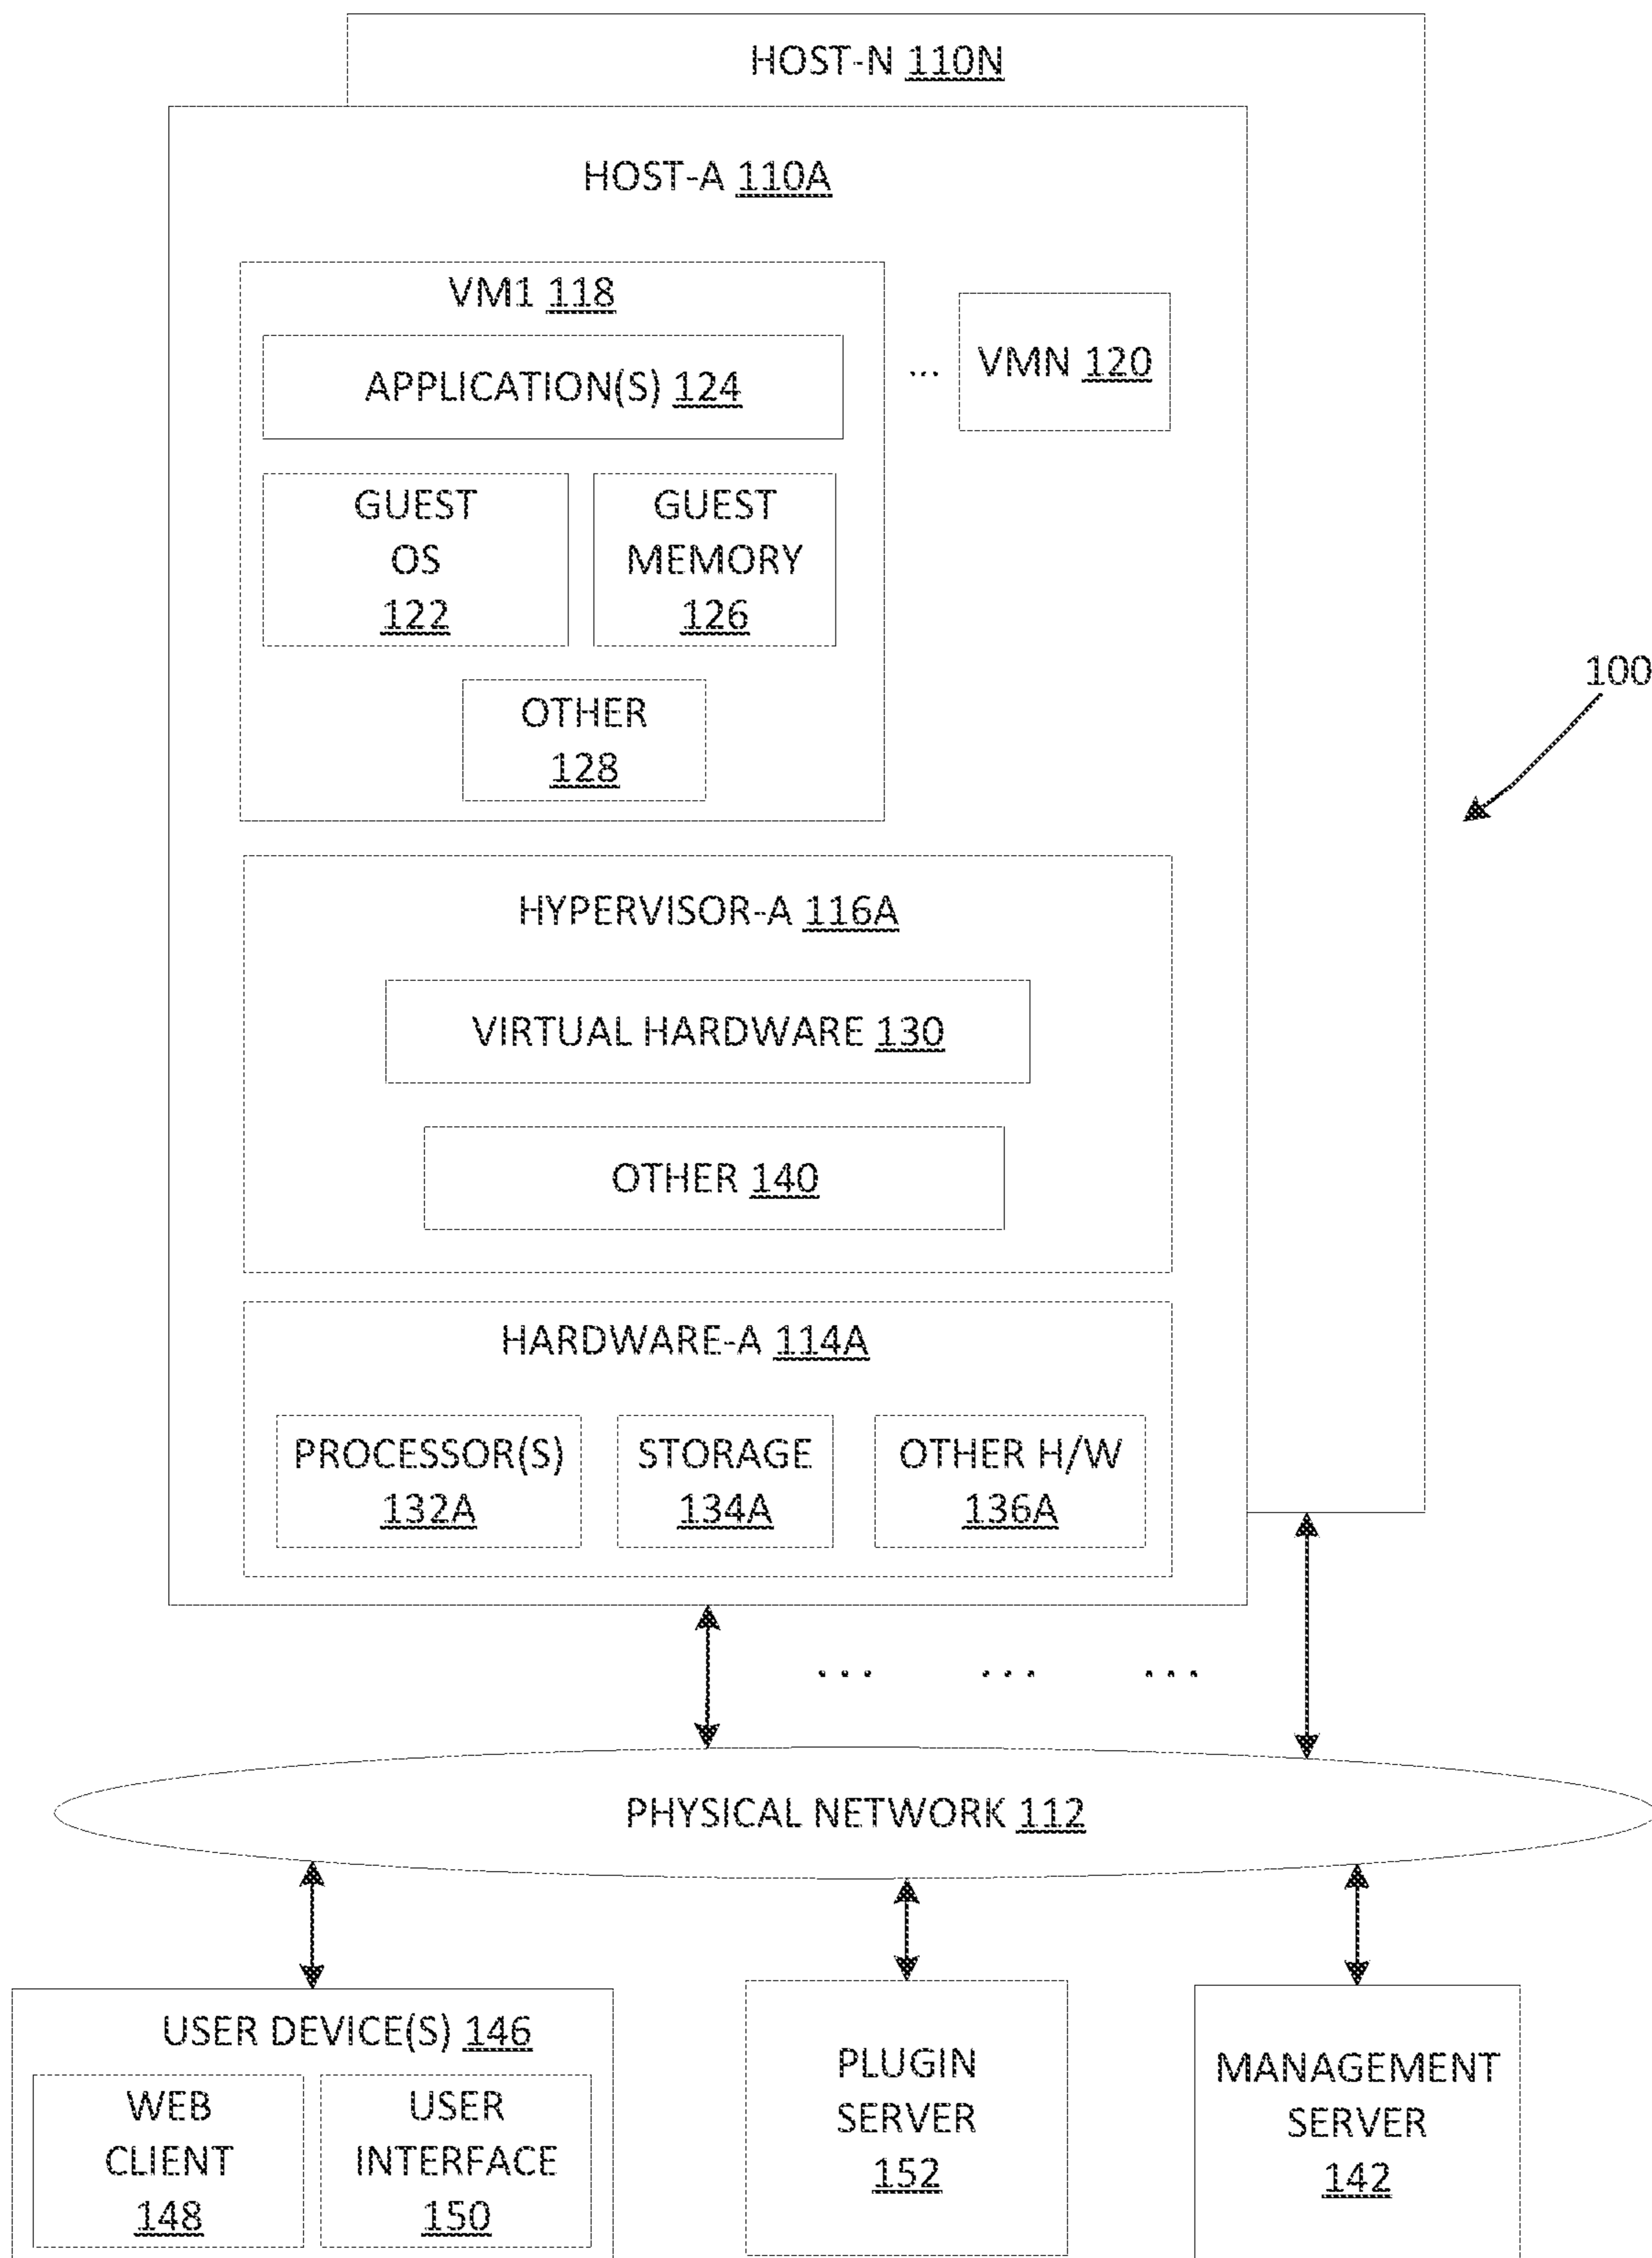 HOST-N 110N
HOST-A 110A
VM1 118
APPLICATION(S) 124
... VMN 120
GUEST
OS
122
GUEST
MEMORY
126
OTHER
128
100
HYPERVISOR-A 116A
VIRTUAL HARDWARE 130
OTHER 140
HARDWARE-A 114A
PROCESSOR(S)
132A
STORAGE
134A
OTHER H/W
136A
... ... ...
PHYSICAL NETWORK 112
USER DEVICE(S) 146
WEB
CLIENT
148
USER
INTERFACE
150
PLUGIN
SERVER
152
MANAGEMENT
SERVER
142